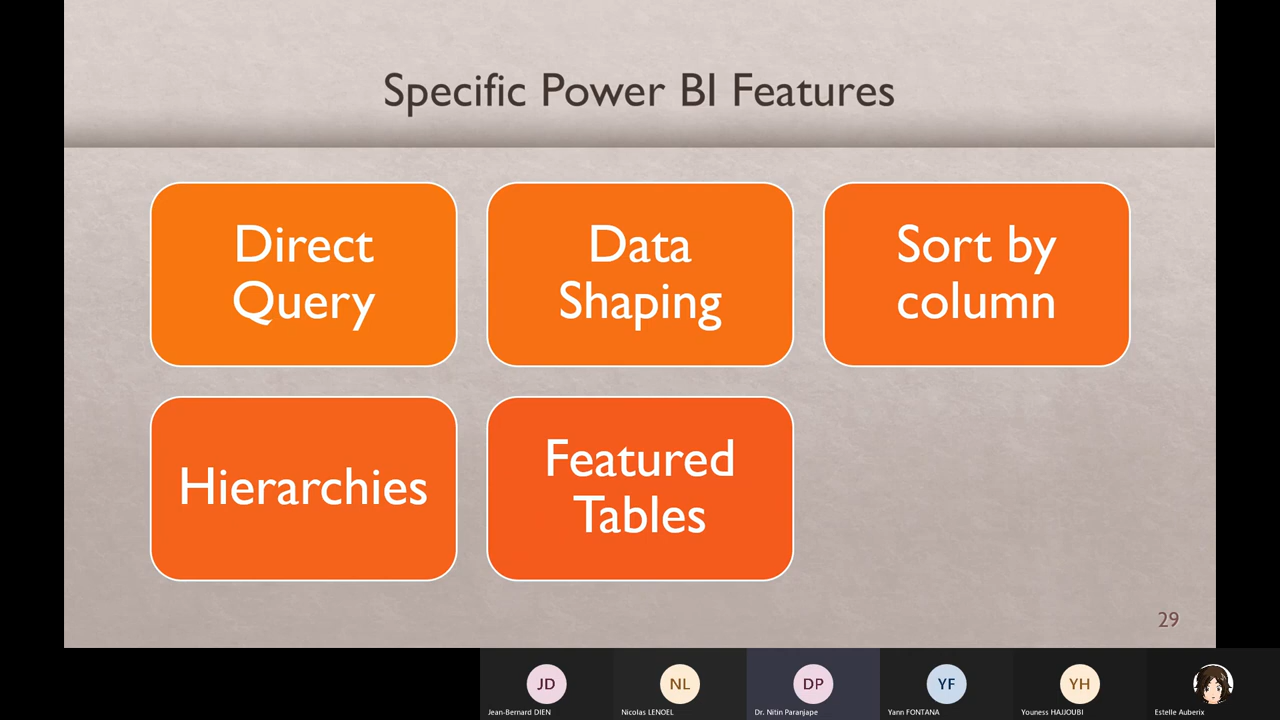 Specific Power BI Features
Direct
Query
Data
Shaping
Sort by
column
Hierarchies
Featured
Tables
29
JD
NL
DP
YF
YH
Jean-Bernard DIEN
Nicolas LENOEL
Dr. Nitin Paranjape
Yann FONTANA
Youness HAJJOUBI
Estelle Auberix